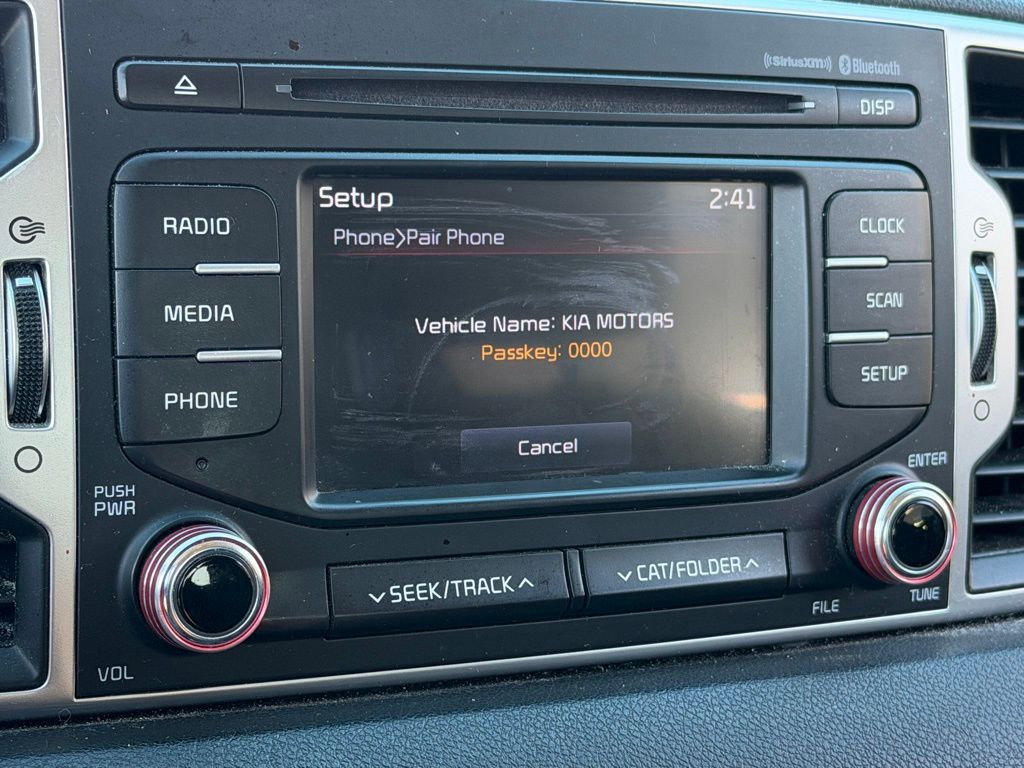 ((SiriusXM)) Bluetooth
DISP
RADIO
MEDIA
PHONE
Setup 2:41
Phone>Pair Phone
Vehicle Name: KIA MOTORS
Passkey: 0000
Cancel
CLOCK
SCAN
SETUP
PUSH
PWR
VOL
SEEK/TRACK
CAT/FOLDER
ENTER
FILE
TUNE